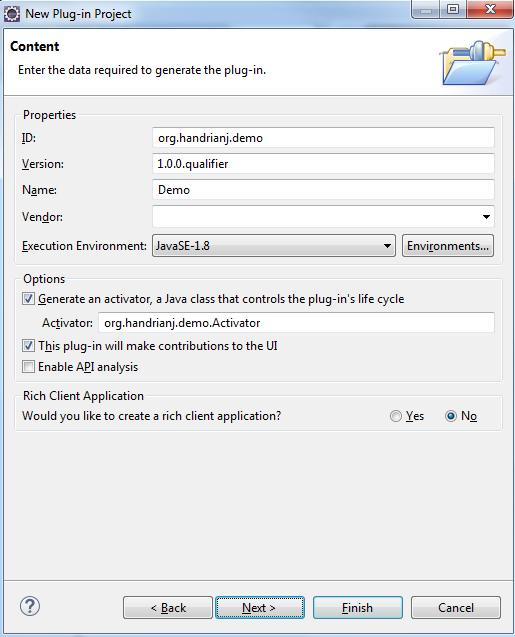 New Plug-in Project
Content
Enter the data required to generate the plug-in.
Properties
ID: org.handrianj.demo
Version: 1.0.0.qualifier
Name: Demo
Vendor:
Execution Environment: JavaSE-1.8 Environments...
Options
Generate an activator, a Java class that controls the plug-in's life cycle
Activator: org.handrianj.demo.Activator
This plug-in will make contributions to the UI
Enable API analysis
Rich Client Application
Would you like to create a rich client application? Yes No
? < Back Next > Finish Cancel